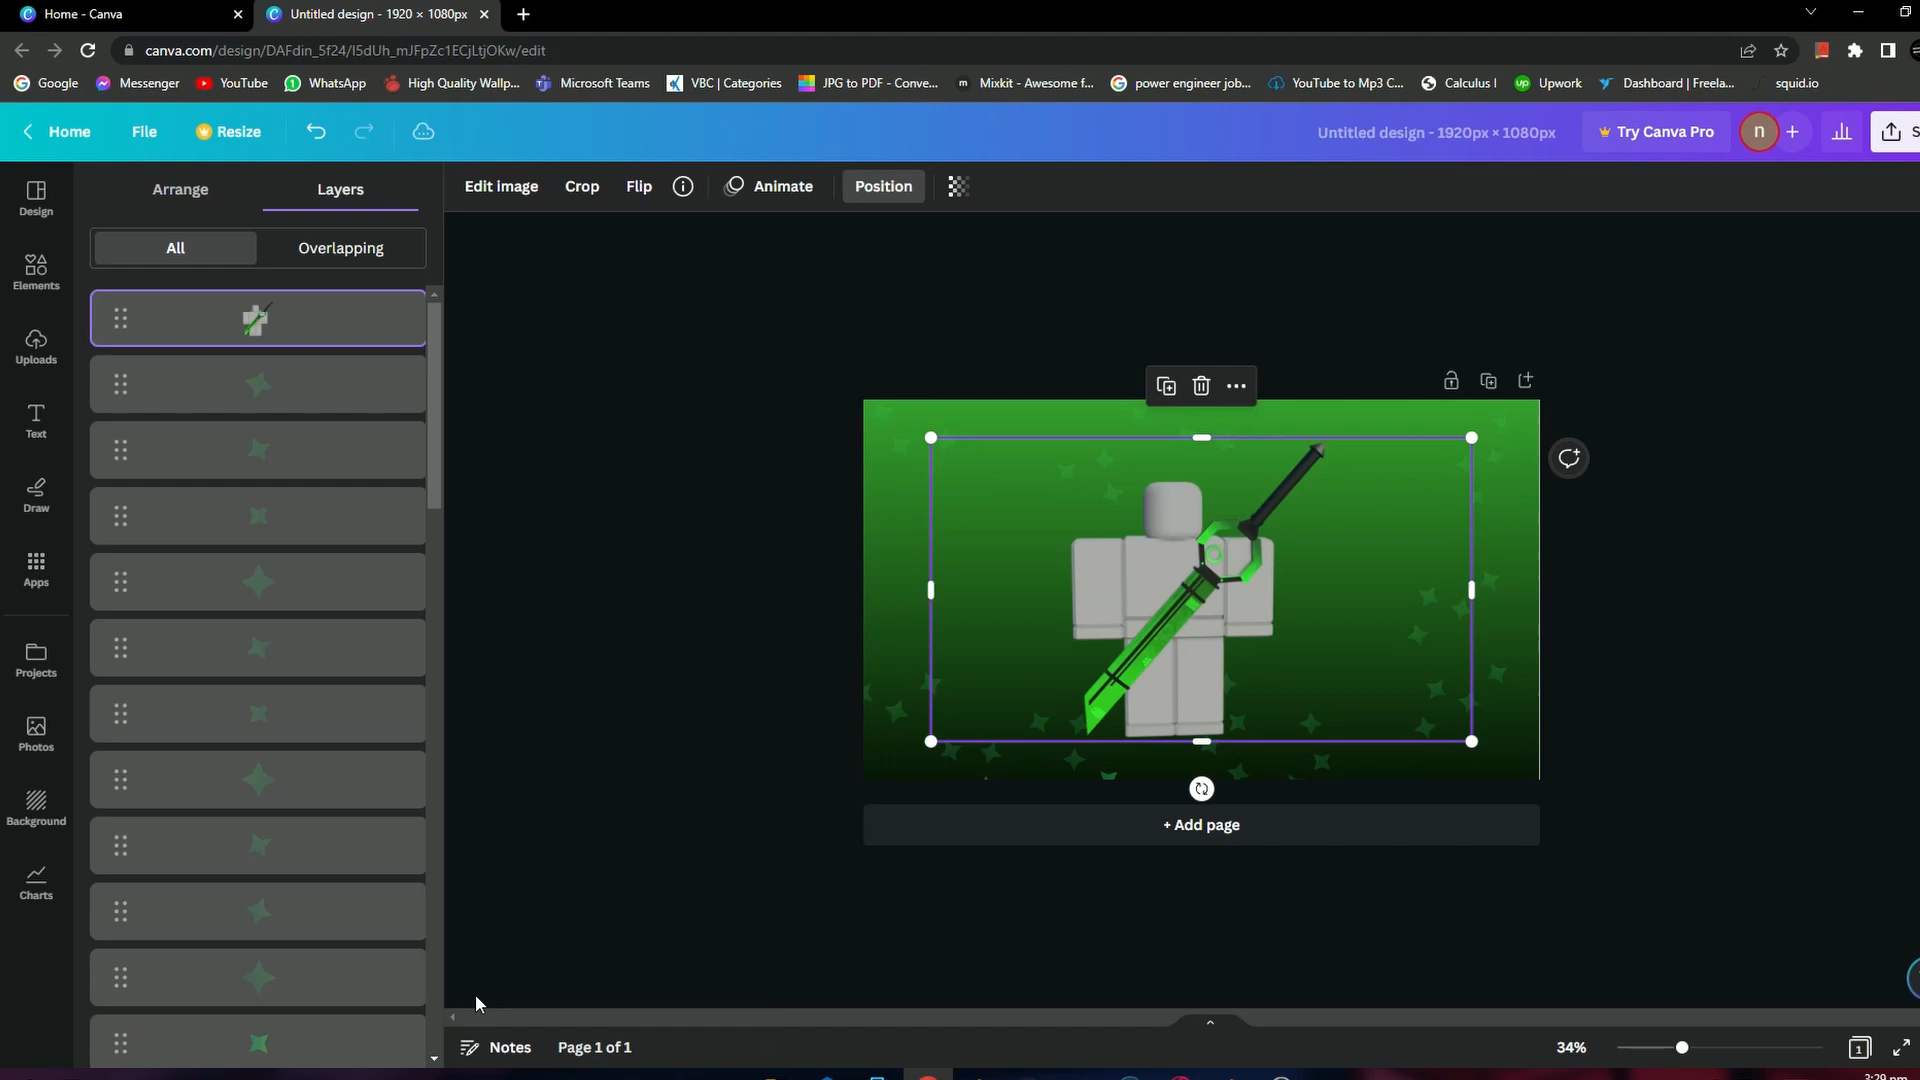 Home - Canva
Untitled design - 1920 × 1080px
canva.com/design/DAFdin_5f24/I5dUh_mJFpZc1ECjLtjOKw/edit
Google
Messenger
YouTube
WhatsApp
High Quality Wallp...
Microsoft Teams
VBC | Categories
JPG to PDF - Conve...
Mixkit - Awesome f...
power engineer job...
YouTube to Mp3 C...
Calculus I
Upwork
Dashboard | Freela...
squid.io
Home
File
Resize
Untitled design - 1920px × 1080px
Try Canva Pro
n
S
Arrange
Layers
Edit image
Crop
Flip
Animate
Position
All
Overlapping
Design
Elements
Uploads
Text
Draw
Apps
Projects
Photos
Background
Charts
+ Add page
Notes
Page 1 of 1
34%
1
3:29 pm